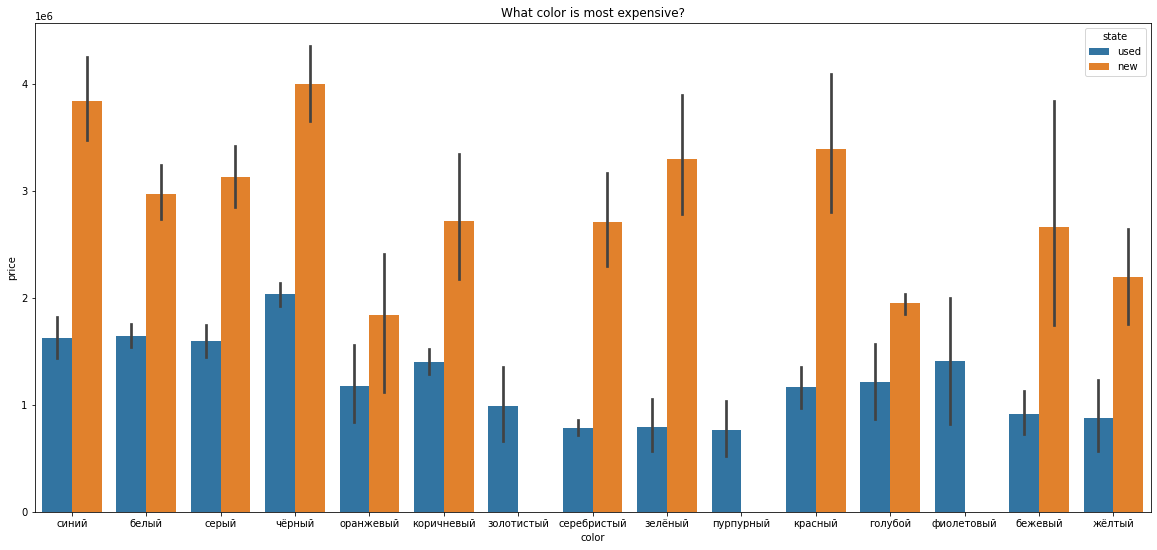 What color is most expensive?
1e6
state
used
new
4
3
2
1
0
price
синий белый серый чёрный оранжевый коричневый золотистый серебристый зелёный пурпурный красный голубой фиолетовый бежевый жёлтый
color